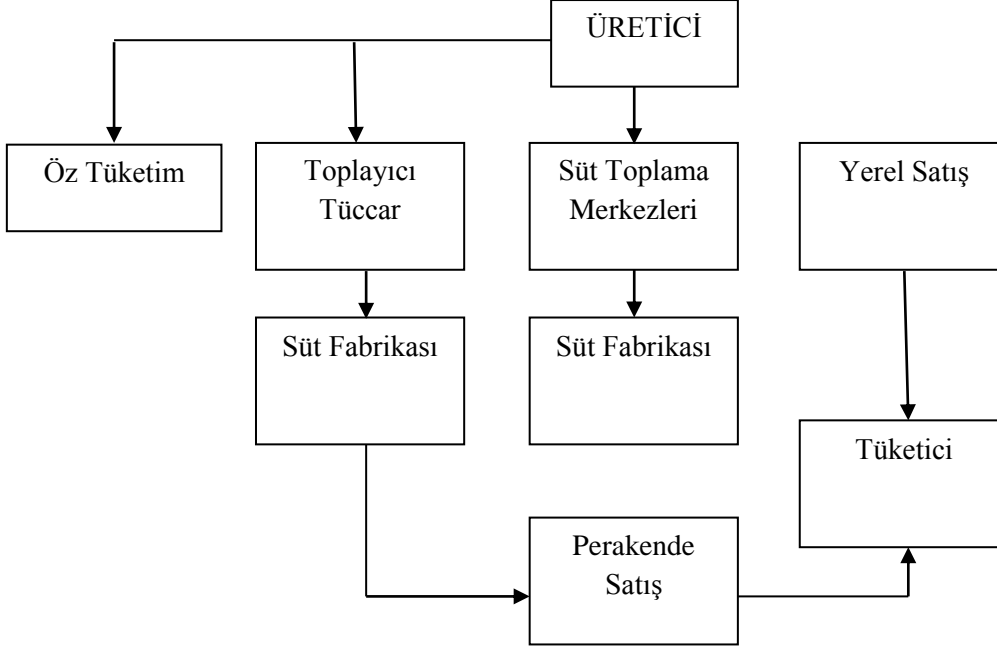 ÜRETİCİ
Öz Tüketim
Toplayıcı
Tüccar
Süt Toplama
Merkezleri
Yerel Satış
Süt Fabrikası
Süt Fabrikası
Tüketici
Perakende
Satış